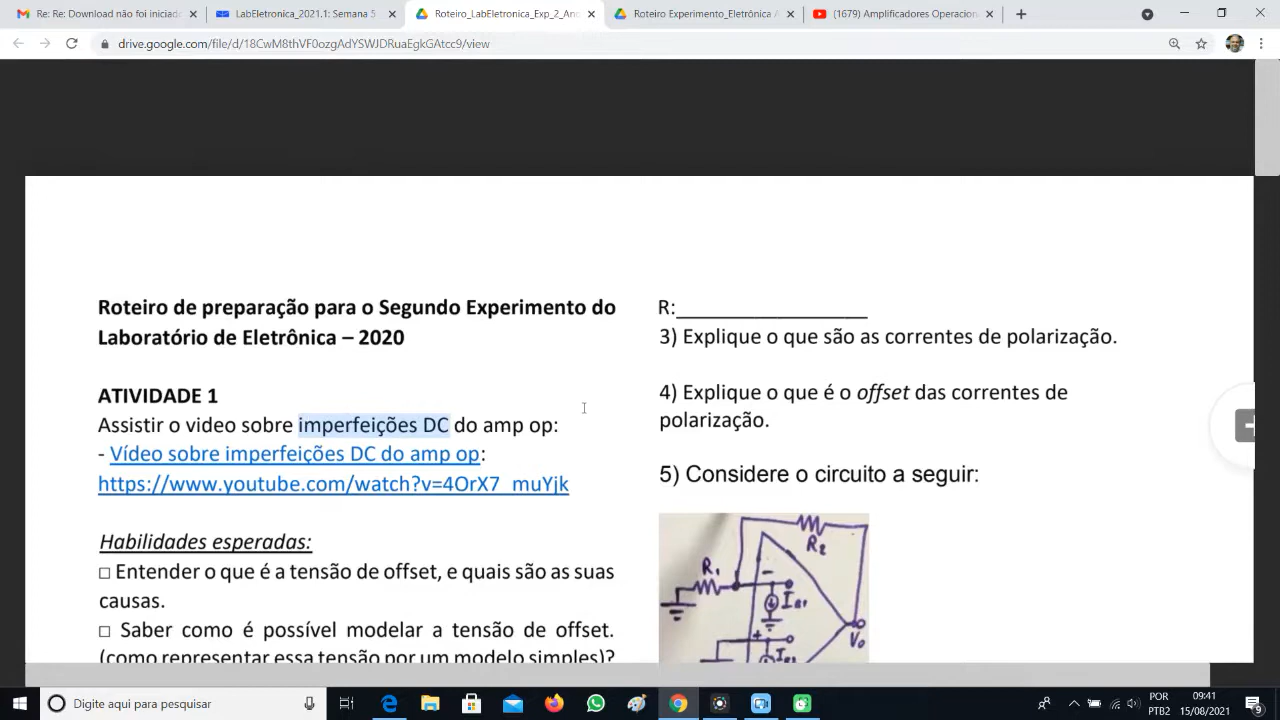 Re: Re: Download não foi iniciad
LabEletronica_2021.1: Semana 5
Roteiro_LabEletronica_Exp_2_Ano
Roteiro Experimento_Eletrônica A
(1679) Amplificadores Operacion
drive.google.com/file/d/18CwM8thVF0ozgAdYSWJDRuaEgkGAtcc9/view
Roteiro de preparação para o Segundo Experimento do
Laboratório de Eletrônica – 2020
ATIVIDADE 1
Assistir o video sobre imperfeições DC do amp op:
- Vídeo sobre imperfeições DC do amp op:
https://www.youtube.com/watch?v=4OrX7_muYjk
Habilidades esperadas:
□ Entender o que é a tensão de offset, e quais são as suas
causas.
□ Saber como é possível modelar a tensão de offset.
(como representar essa tensão por um modelo simples)?
R:__________________
3) Explique o que são as correntes de polarização.
4) Explique o que é o offset das correntes de
polarização.
5) Considere o circuito a seguir:
R2
R1
-
IB1
+
IB2
Vo
Digite aqui para pesquisar
POR
PTB2
09:41
15/08/2021
9